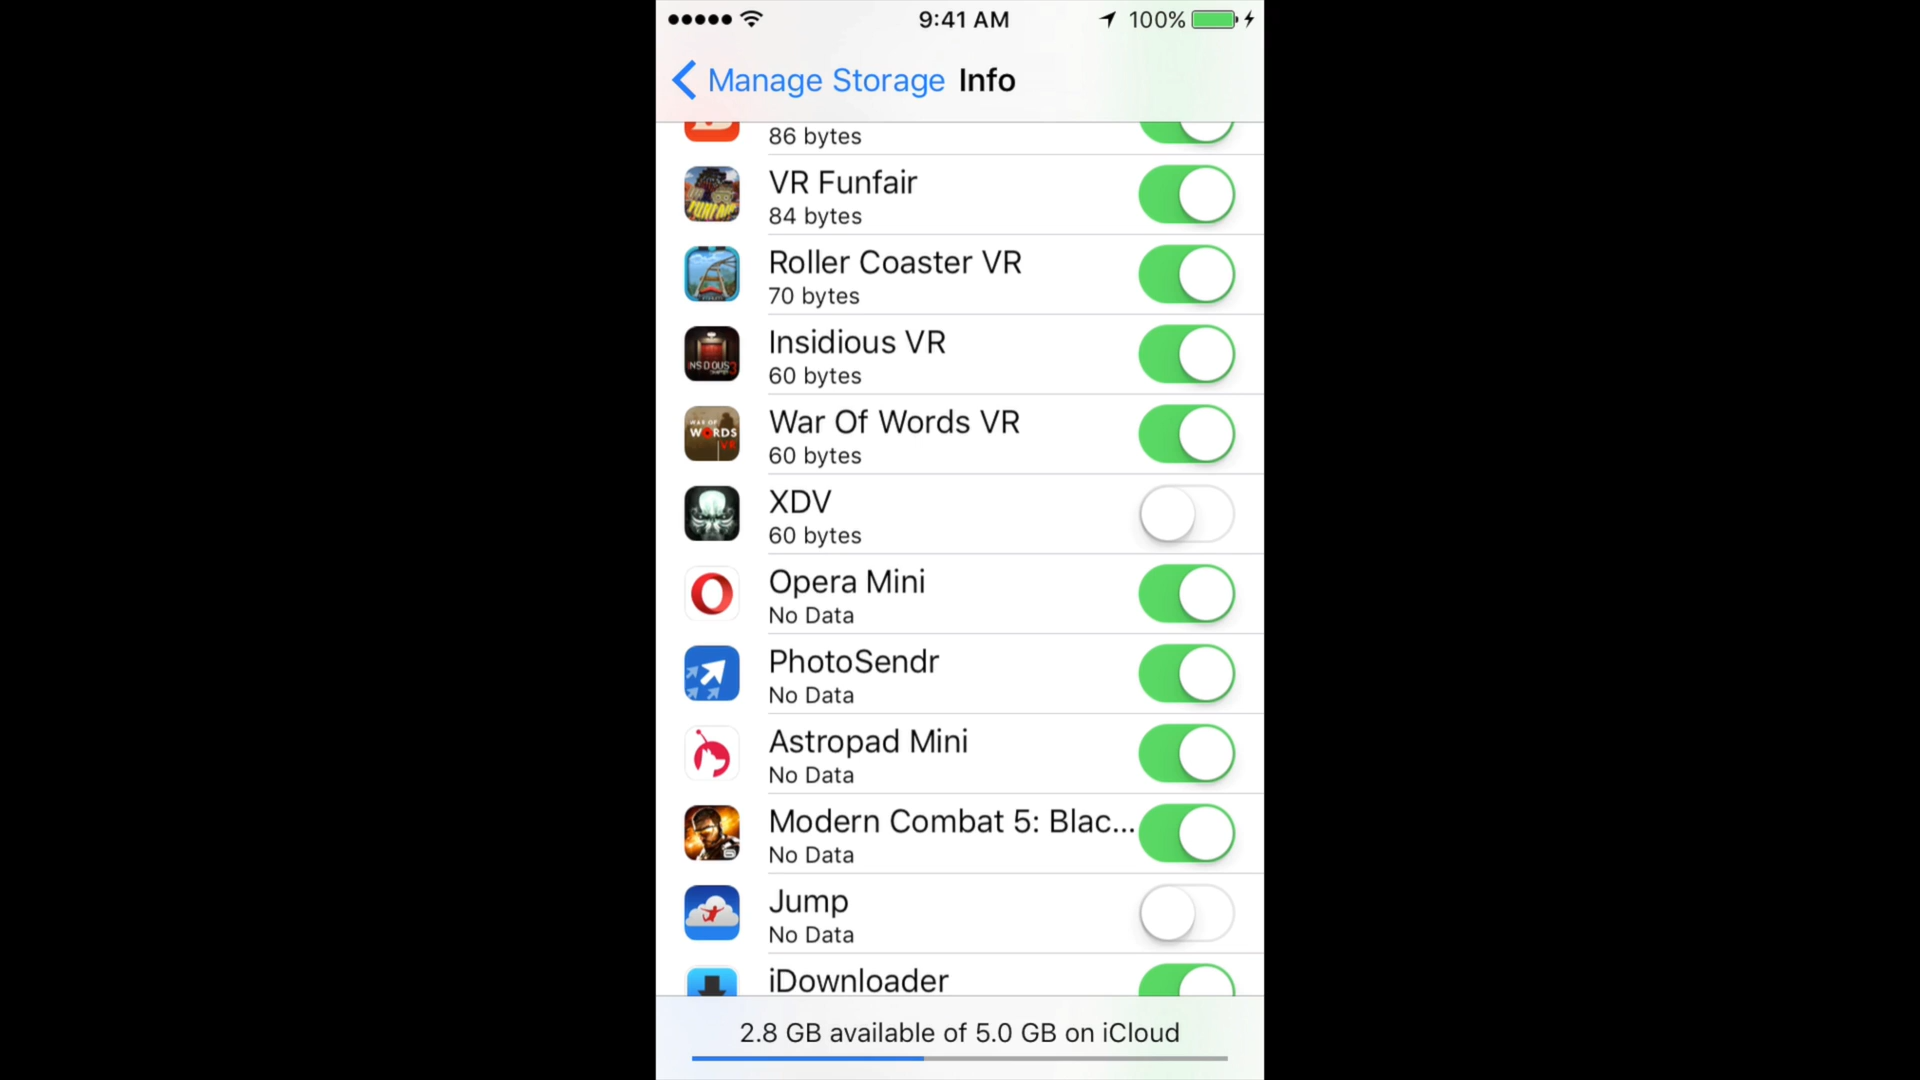 9:41 AM
100%
Manage Storage Info
86 bytes
VR Funfair
84 bytes
Roller Coaster VR
70 bytes
Insidious VR
60 bytes
War Of Words VR
60 bytes
WORDS
VR
XDV
60 bytes
Opera Mini
No Data
PhotoSendr
No Data
Astropad Mini
No Data
Modern Combat 5: Blac...
No Data
Jump
No Data
iDownloader
2.8 GB available of 5.0 GB on iCloud